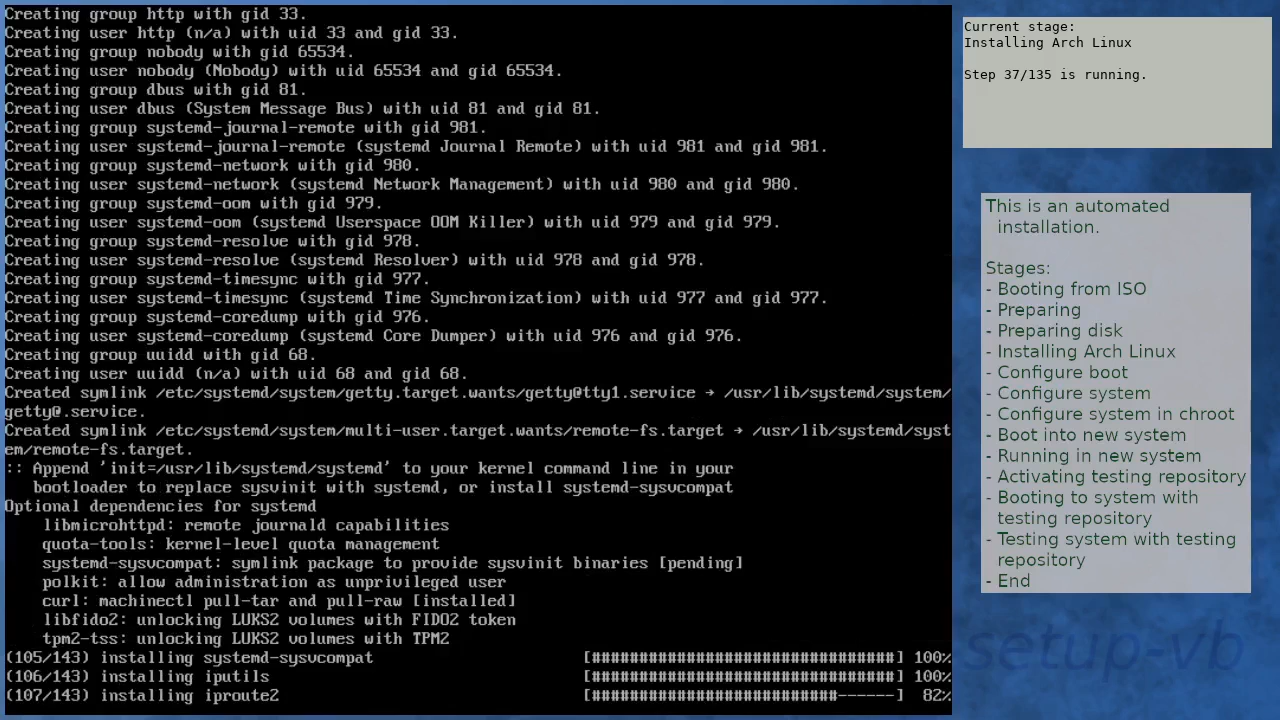 Creating group http with gid 33.
Creating user http (n/a) with uid 33 and gid 33.
Creating group nobody with gid 65534.
Creating user nobody (Nobody) with uid 65534 and gid 65534.
Creating group dbus with gid 81.
Creating user dbus (System Message Bus) with uid 81 and gid 81.
Creating group systemd-journal-remote with gid 981.
Creating user systemd-journal-remote (systemd Journal Remote) with uid 981 and gid 981.
Creating group systemd-network with gid 980.
Creating user systemd-network (systemd Network Management) with uid 980 and gid 980.
Creating group systemd-oom with gid 979.
Creating user systemd-oom (systemd Userspace OOM Killer) with uid 979 and gid 979.
Creating group systemd-resolve with gid 978.
Creating user systemd-resolve (systemd Resolver) with uid 978 and gid 978.
Creating group systemd-timesync with gid 977.
Creating user systemd-timesync (systemd Time Synchronization) with uid 977 and gid 977.
Creating group systemd-coredump with gid 976.
Creating user systemd-coredump (systemd Core Dumper) with uid 976 and gid 976.
Creating group uuidd with gid 68.
Creating user uuidd (n/a) with uid 68 and gid 68.
Created symlink /etc/systemd/system/getty.target.wants/getty@tty1.service → /usr/lib/systemd/system/
getty@.service.
Created symlink /etc/systemd/system/multi-user.target.wants/remote-fs.target → /usr/lib/systemd/syst
em/remote-fs.target.
:: Append 'init=/usr/lib/systemd/systemd' to your kernel command line in your
bootloader to replace sysvinit with systemd, or install systemd-sysvcompat
Optional dependencies for systemd
libmicrohttpd: remote journald capabilities
quota-tools: kernel-level quota management
systemd-sysvcompat: symlink package to provide sysvinit binaries [pending]
polkit: allow administration as unprivileged user
curl: machinectl pull-tar and pull-raw [installed]
libfido2: unlocking LUKS2 volumes with FIDO2 token
tpm2-tss: unlocking LUKS2 volumes with TPM2
(105/143) installing systemd-sysvcompat [################################] 100%
(106/143) installing iputils [################################] 100%
(107/143) installing iproute2 [##########################------] 82%
Current stage:
Installing Arch Linux
Step 37/135 is running.
This is an automated
installation.
Stages:
- Booting from ISO
- Preparing
- Preparing disk
- Installing Arch Linux
- Configure boot
- Configure system
- Configure system in chroot
- Boot into new system
- Running in new system
- Activating testing repository
- Booting to system with
testing repository
- Testing system with testing
repository
- End
setup-vb